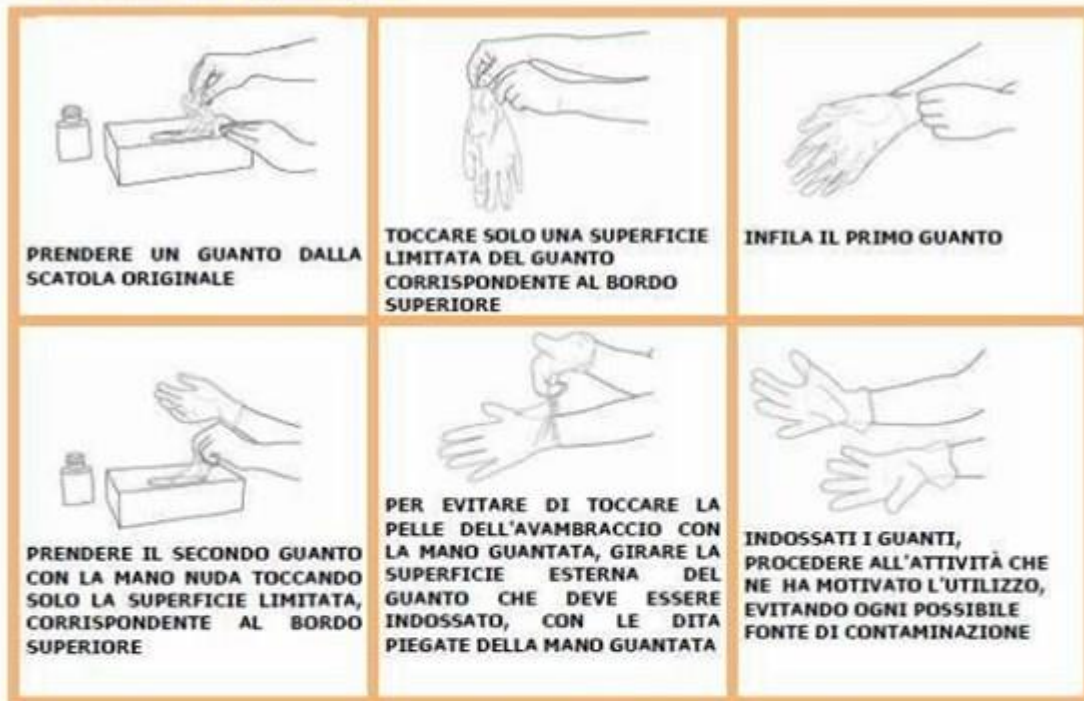 PRENDERE UN GUANTO DALLA
SCATOLA ORIGINALE
TOCCARE SOLO UNA SUPERFICIE
LIMITATA DEL GUANTO
CORRISPONDENTE AL BORDO
SUPERIORE
INFILA IL PRIMO GUANTO
PRENDERE IL SECONDO GUANTO
CON LA MANO NUDA TOCCANDO
SOLO LA SUPERFICIE LIMITATA,
CORRISPONDENTE AL BORDO
SUPERIORE
PER EVITARE DI TOCCARE LA
PELLE DELL'AVAMBRACCIO CON
LA MANO GUANTATA, GIRARE LA
SUPERFICIE ESTERNA DEL
GUANTO CHE DEVE ESSERE
INDOSSATO, CON LE DITA
PIEGATE DELLA MANO GUANTATA
INDOSSATI I GUANTI,
PROCEDERE ALL'ATTIVITÀ CHE
NE HA MOTIVATO L'UTILIZZO,
EVITANDO OGNI POSSIBILE
FONTE DI CONTAMINAZIONE